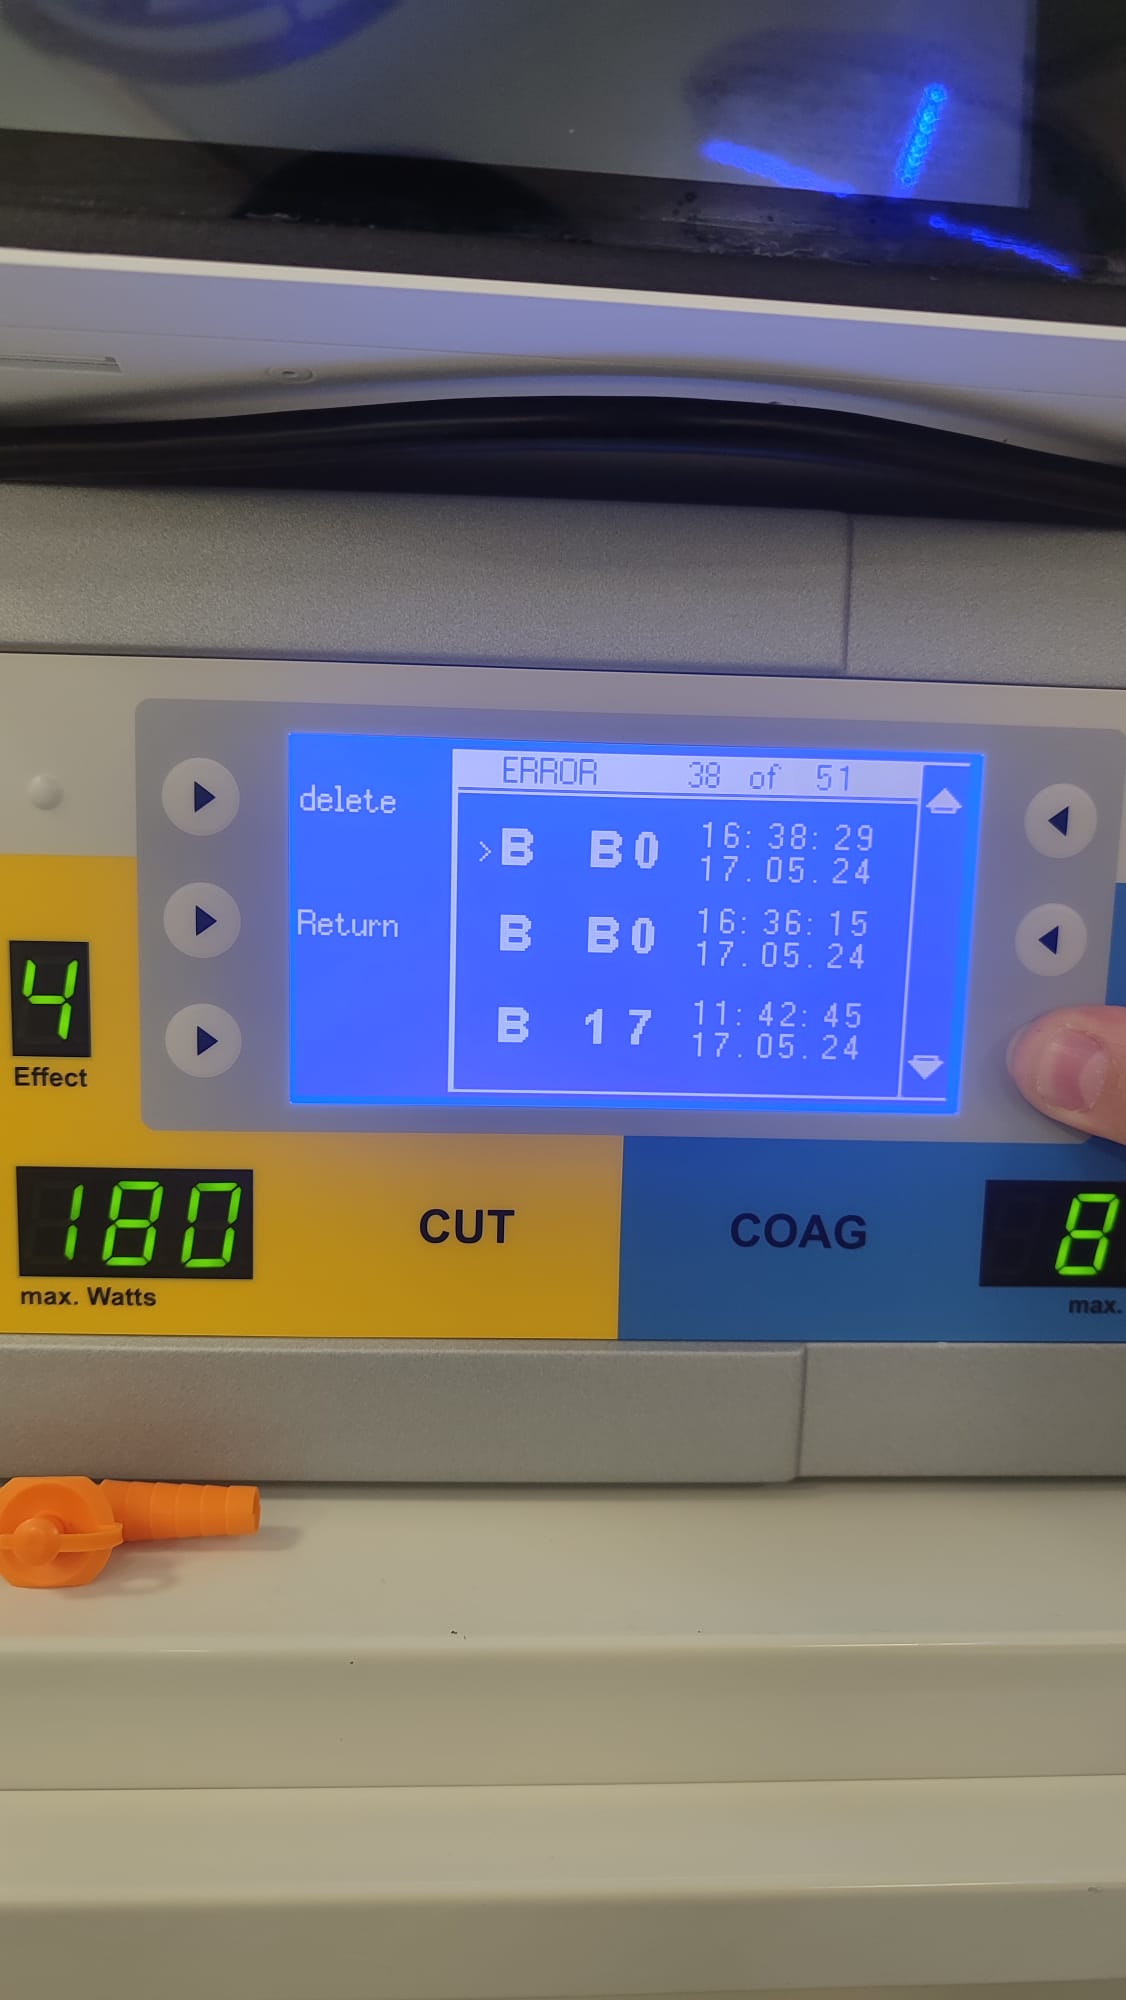 delete
Return
ERROR 38 of 51
>B B0 16:38:29
17.05.24
B B0 16:36:15
17.05.24
B 17 11:42:45
17.05.24
4
Effect
180
max. Watts
CUT
COAG
8
max.